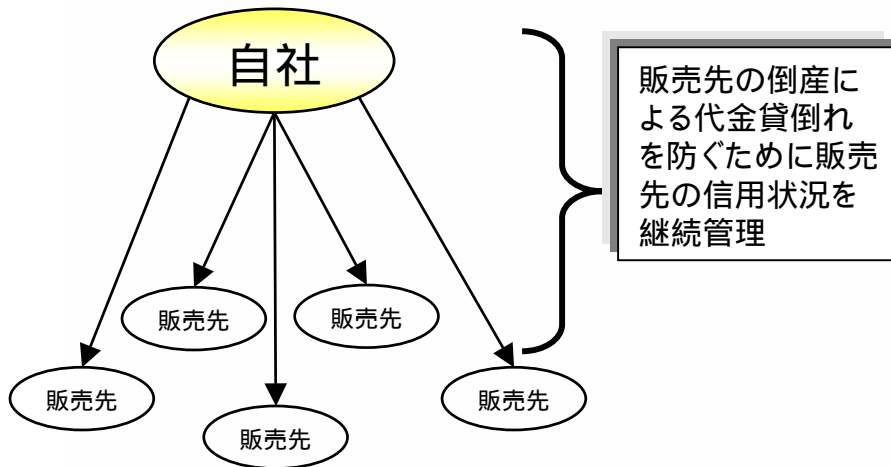 自社
販売先の倒産に
よる代金貸倒れ
を防ぐために販売
先の信用状況を
継続管理
販売先
販売先
販売先
販売先
販売先